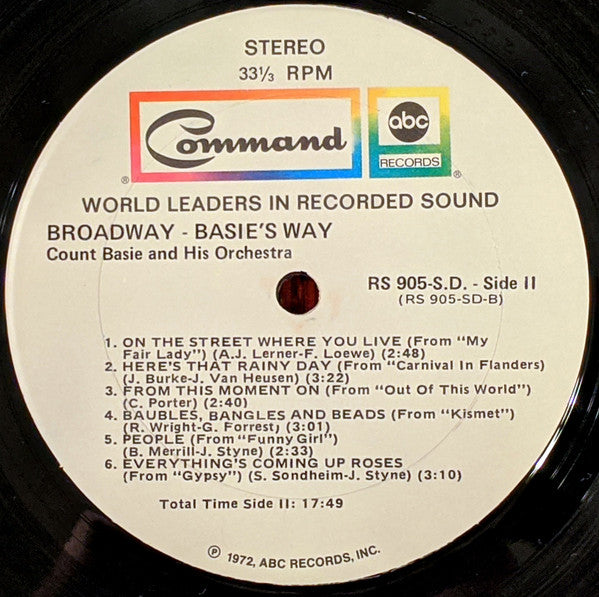 STEREO
33⅓ RPM
Command
abc
RECORDS
®
®
WORLD LEADERS IN RECORDED SOUND
BROADWAY - BASIE'S WAY
Count Basie and His Orchestra
RS 905-S.D. - Side II
(RS 905-SD-B)
1. ON THE STREET WHERE YOU LIVE (From "My
Fair Lady") (A.J. Lerner-F. Loewe) (2:48)
2. HERE'S THAT RAINY DAY (From "Carnival In Flanders)
(J. Burke-J. Van Heusen) (3:22)
3. FROM THIS MOMENT ON (From "Out Of This World")
(C. Porter) (2:40)
4. BAUBLES, BANGLES AND BEADS (From "Kismet")
(R. Wright-G. Forrest) (3:01)
5. PEOPLE (From "Funny Girl")
(B. Merrill-J. Styne) (2:33)
6. EVERYTHING'S COMING UP ROSES
(From "Gypsy") (S. Sondheim-J. Styne) (3:10)
Total Time Side II: 17:49
℗ 1972, ABC RECORDS, INC.